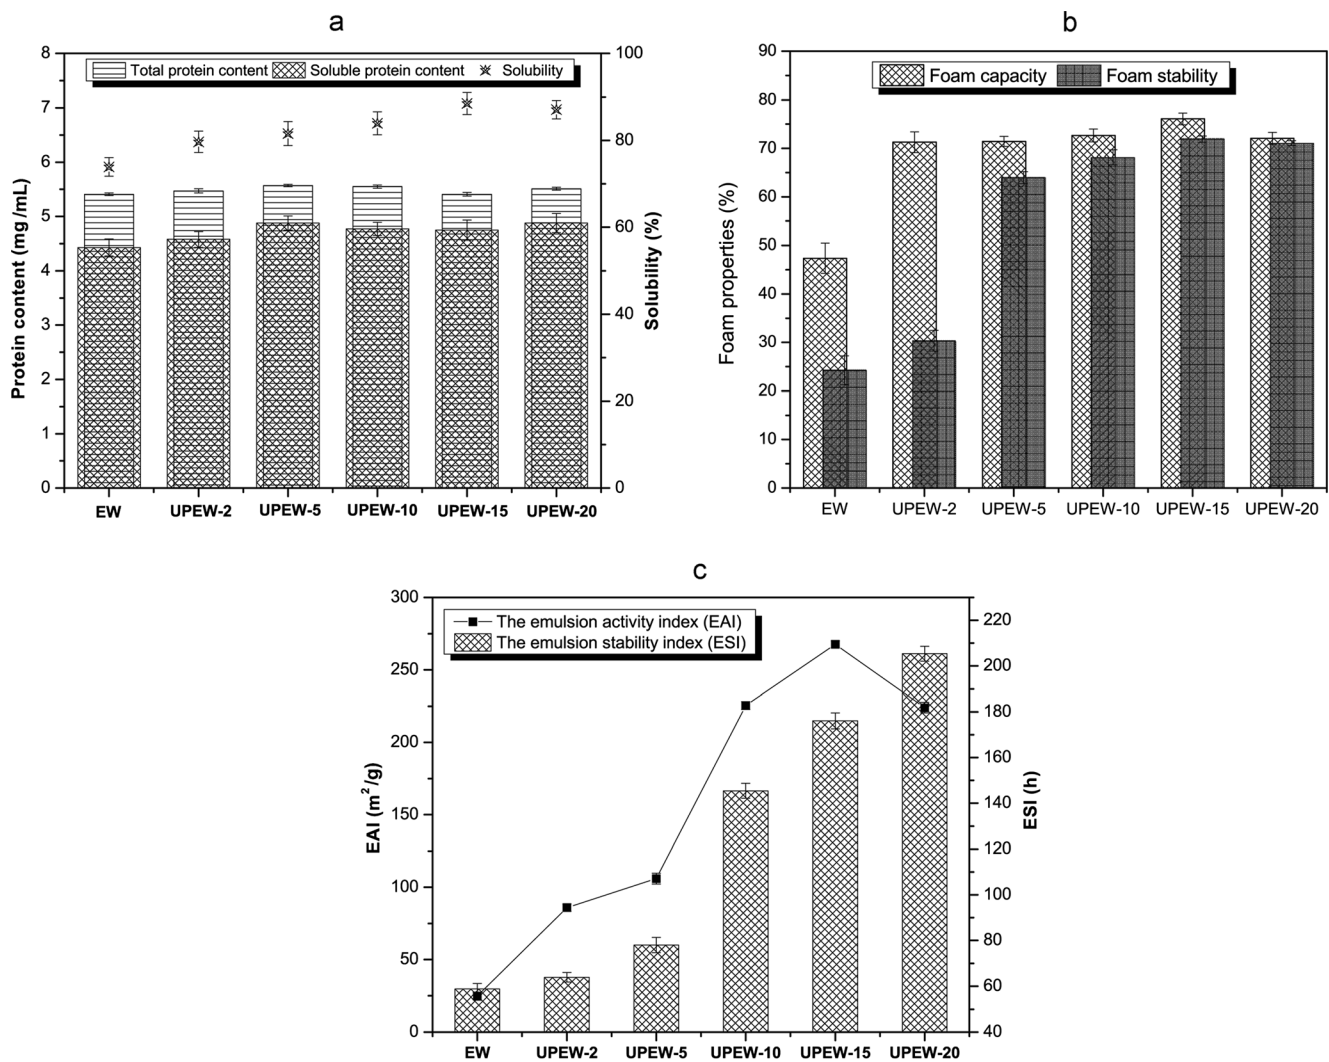 a
8
7
6
5
4
3
2
1
0
Protein content (mg /mL)
Total protein content Soluble protein content Solubility
100
80
60
40
20
0
Solubility (%)
EW UPEW-2 UPEW-5 UPEW-10 UPEW-15 UPEW-20
b
90
80
70
60
50
40
30
20
10
0
Foam properties (%)
Foam capacity Foam stability
EW UPEW-2 UPEW-5 UPEW-10 UPEW-15 UPEW-20
c
300
250
200
150
100
50
0
EAI (m²/g)
The emulsion activity index (EAI)
The emulsion stability index (ESI)
220
200
180
160
140
120
100
80
60
40
ESI (h)
EW UPEW-2 UPEW-5 UPEW-10 UPEW-15 UPEW-20